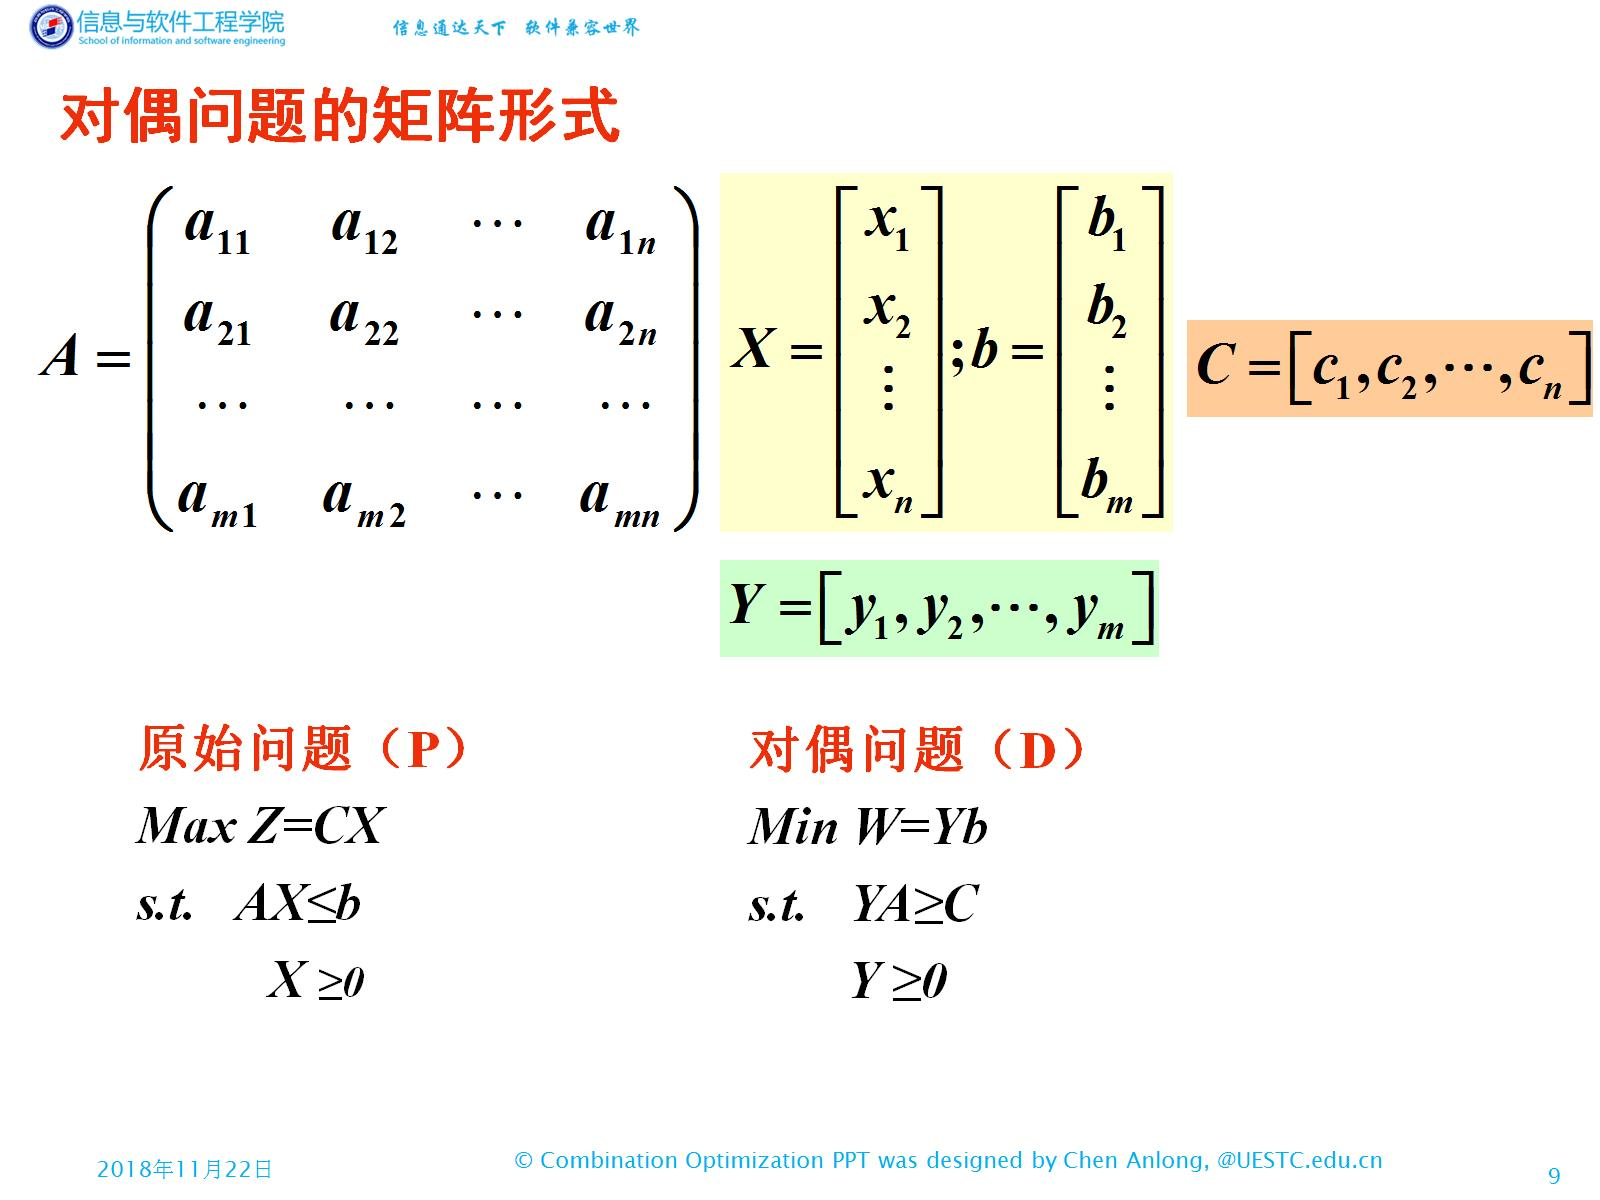 信息与软件工程学院
School of information and software engineering
信息通达天下 软件兼容世界
对偶问题的矩阵形式
A = ( a₁₁ a₁₂ ⋯ a₁ₙ
a₂₁ a₂₂ ⋯ a₂ₙ
⋯ ⋯ ⋯ ⋯
aₘ₁ aₘ₂ ⋯ aₘₙ )
X = [ x₁ x₂ ⋮ xₙ ] ; b = [ b₁ b₂ ⋮ bₘ ]
C = [c₁, c₂, ⋯, cₙ]
Y = [y₁, y₂, ⋯, yₘ]
原始问题（P）
Max Z=CX
s.t. AX≤b
X ≥0
对偶问题（D）
Min W=Yb
s.t. YA≥C
Y ≥0
2018年11月22日
© Combination Optimization PPT was designed by Chen Anlong, @UESTC.edu.cn
9